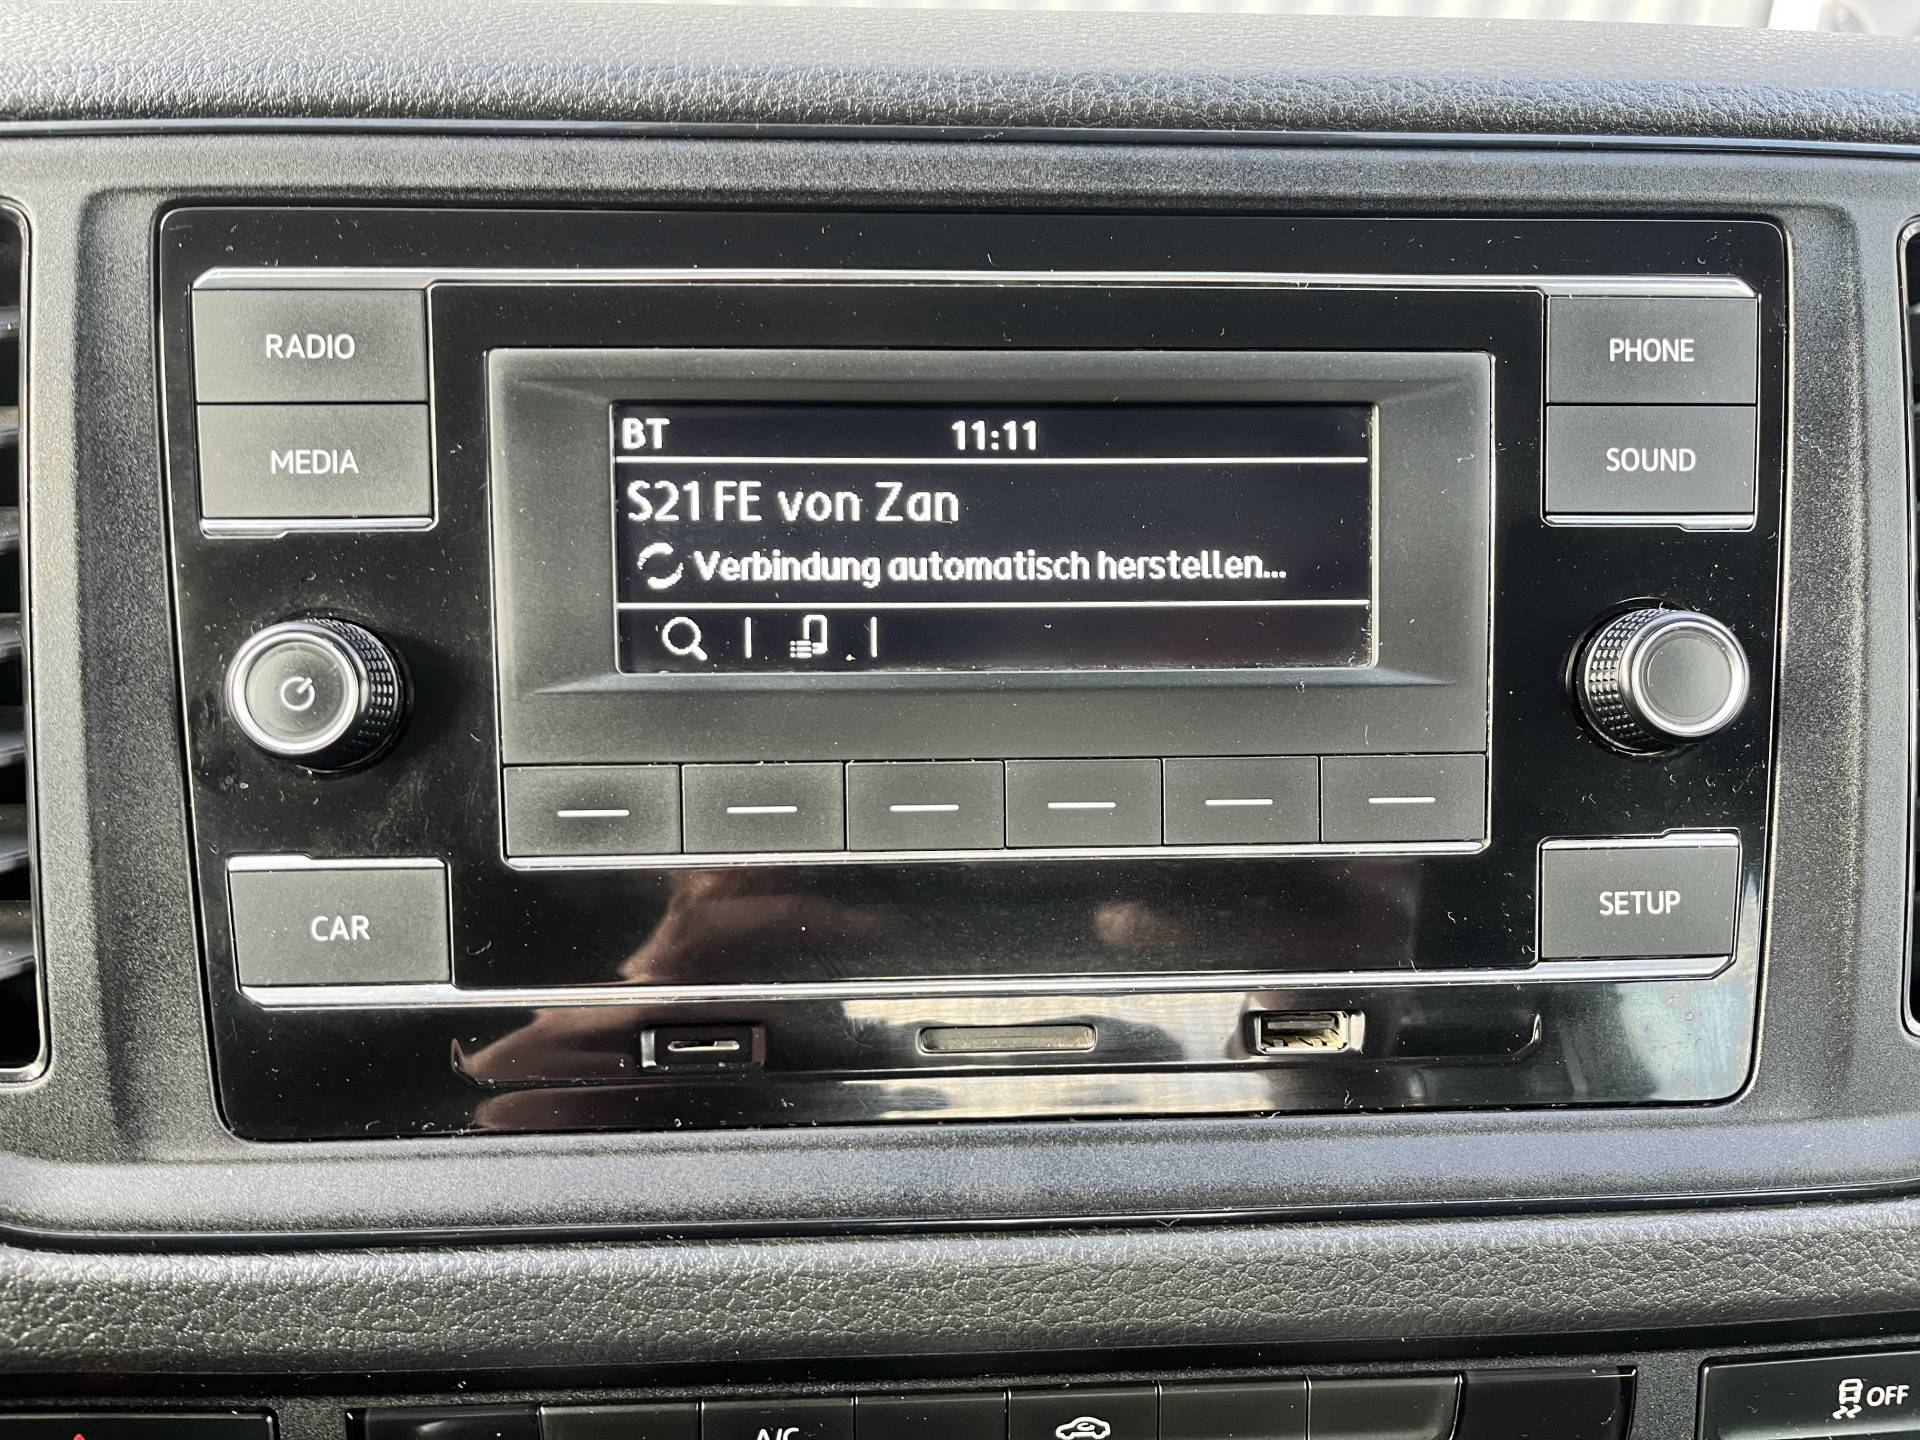 RADIO
MEDIA
PHONE
SOUND
BT 11:11
S21 FE von Zan
Verbindung automatisch herstellen...
CAR
SETUP
A/C
OFF